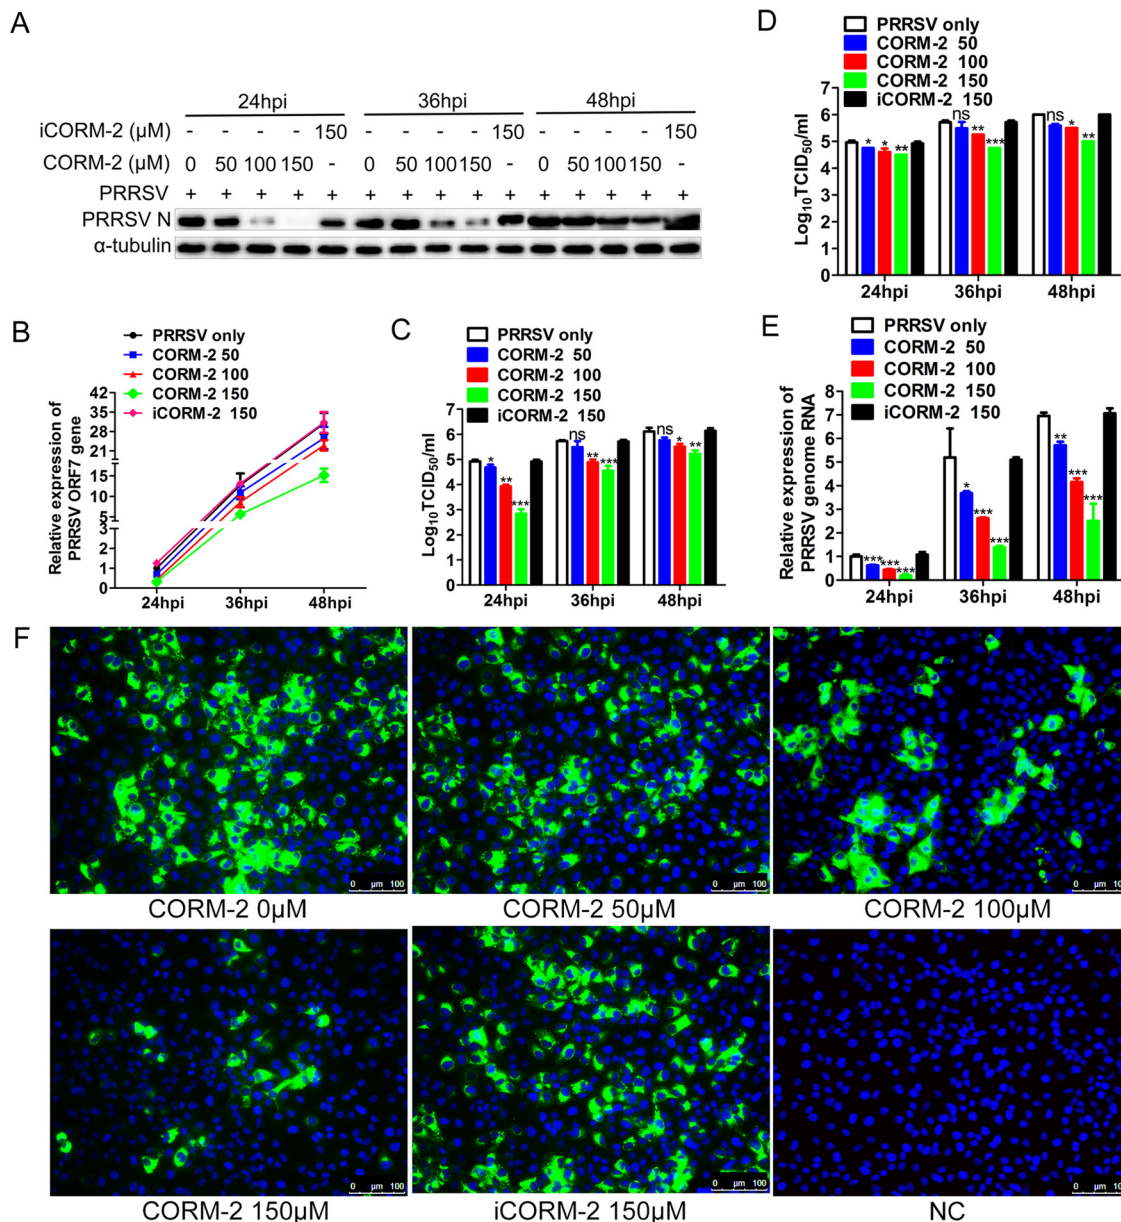 A
24hpi 36hpi 48hpi
iCORM-2 (μM) - - - - 150 - - - - 150 - - - - 150
CORM-2 (μM) 0 50 100 150 - 0 50 100 150 - 0 50 100 150 -
PRRSV + + + + + + + + + + + + + + +
PRRSV N
α-tubulin
D
PRRSV only
CORM-2 50
CORM-2 100
CORM-2 150
iCORM-2 150
Log10TCID50/ml
7
6
5
4
3
2
1
0
* * ** ns ** *** * **
24hpi 36hpi 48hpi
B
PRRSV only
CORM-2 50
CORM-2 100
CORM-2 150
iCORM-2 150
Relative expression of
PRRSV ORF7 gene
42
35
28
21
15
10
5
3
2
1
0
24hpi 36hpi 48hpi
C
PRRSV only
CORM-2 50
CORM-2 100
CORM-2 150
iCORM-2 150
Log10TCID50/ml
7
6
5
4
3
2
1
0
* ** *** ns ** *** ns * **
24hpi 36hpi 48hpi
E
PRRSV only
CORM-2 50
CORM-2 100
CORM-2 150
iCORM-2 150
Relative expression of
PRRSV genome RNA
8
7
6
5
4
3
2
1
0
*** *** *** * *** *** ** *** ***
24hpi 36hpi 48hpi
F
0 μm 100
0 μm 100
0 μm 10
CORM-2 0μM CORM-2 50μM CORM-2 100μM
0 μm 100
0 μm 100
0 μm 10
CORM-2 150μM iCORM-2 150μM NC